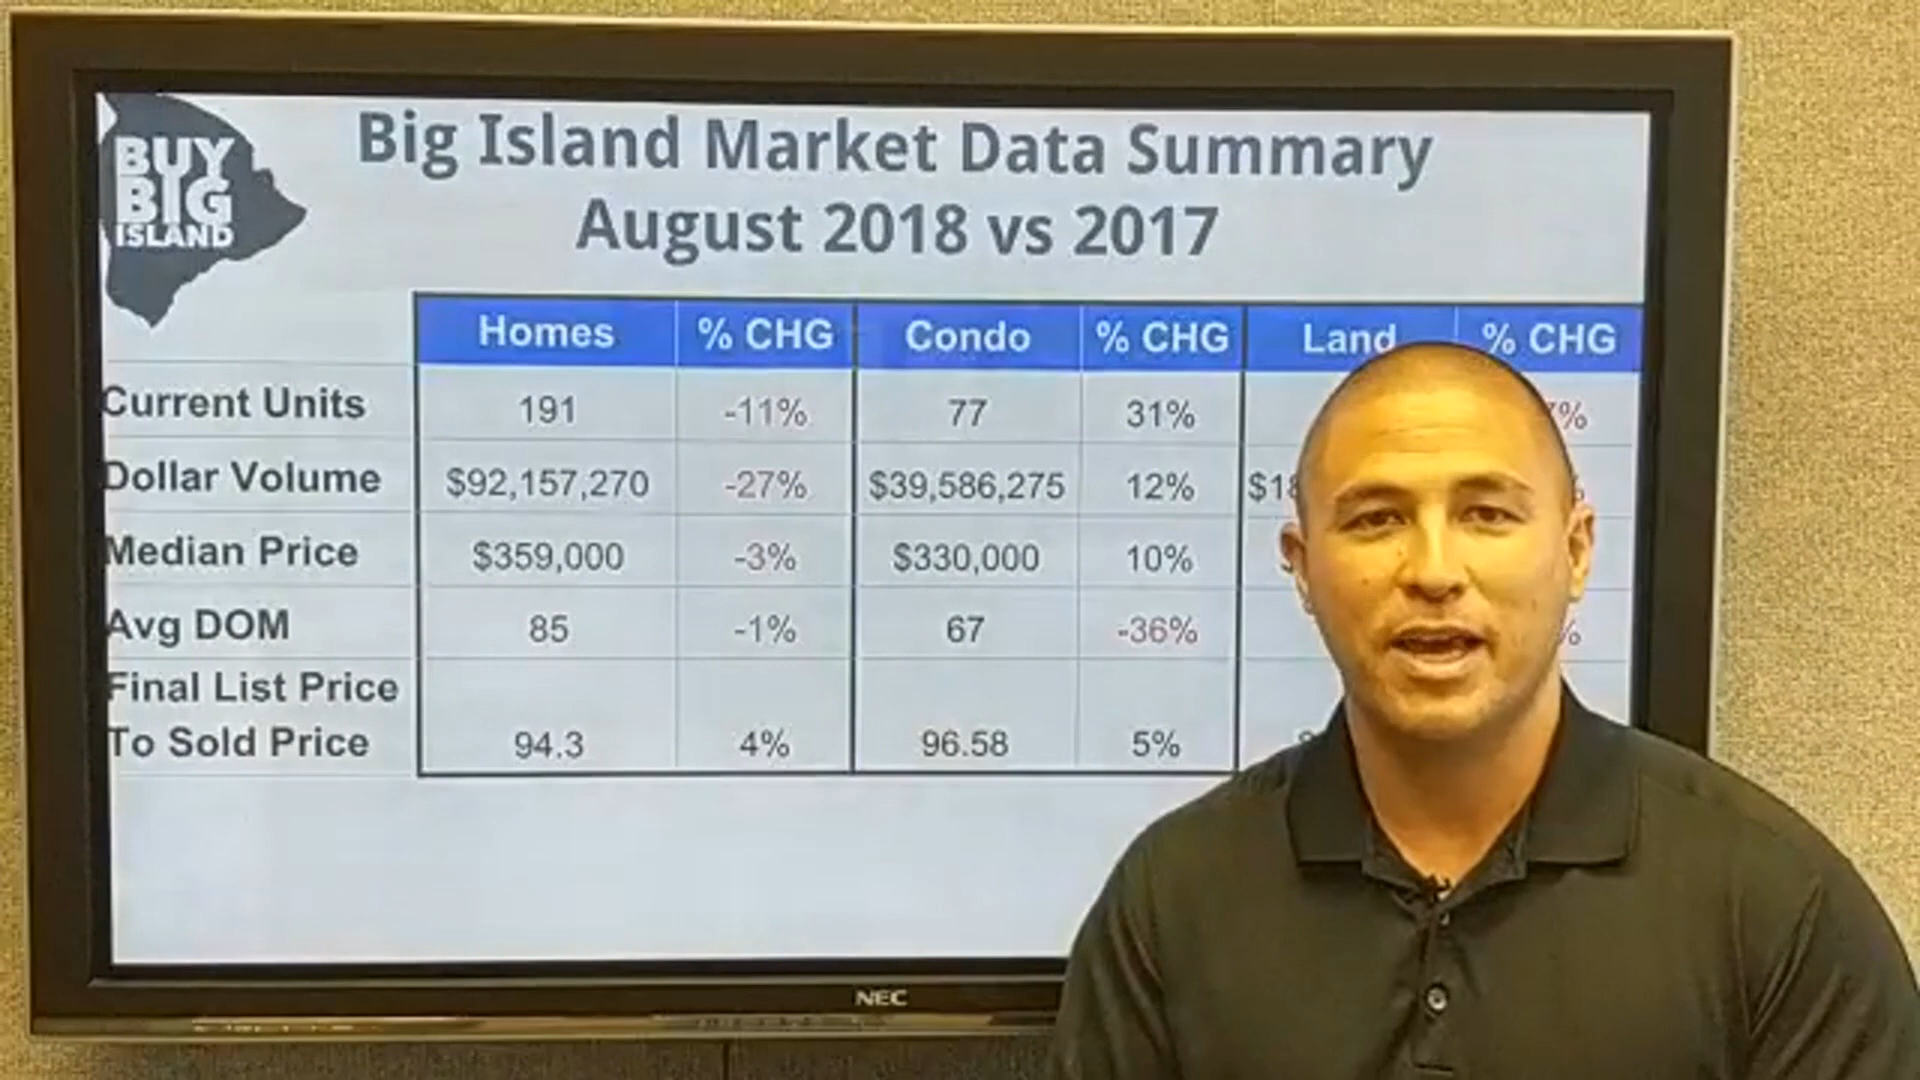 BUY
BIG
ISLAND
Big Island Market Data Summary
August 2018 vs 2017
Homes % CHG Condo % CHG Land % CHG
Current Units 191 -11% 77 31%
Dollar Volume $92,157,270 -27% $39,586,275 12%
Median Price $359,000 -3% $330,000 10%
Avg DOM 85 -1% 67 -36%
Final List Price
To Sold Price 94.3 4% 96.58 5%
NEC